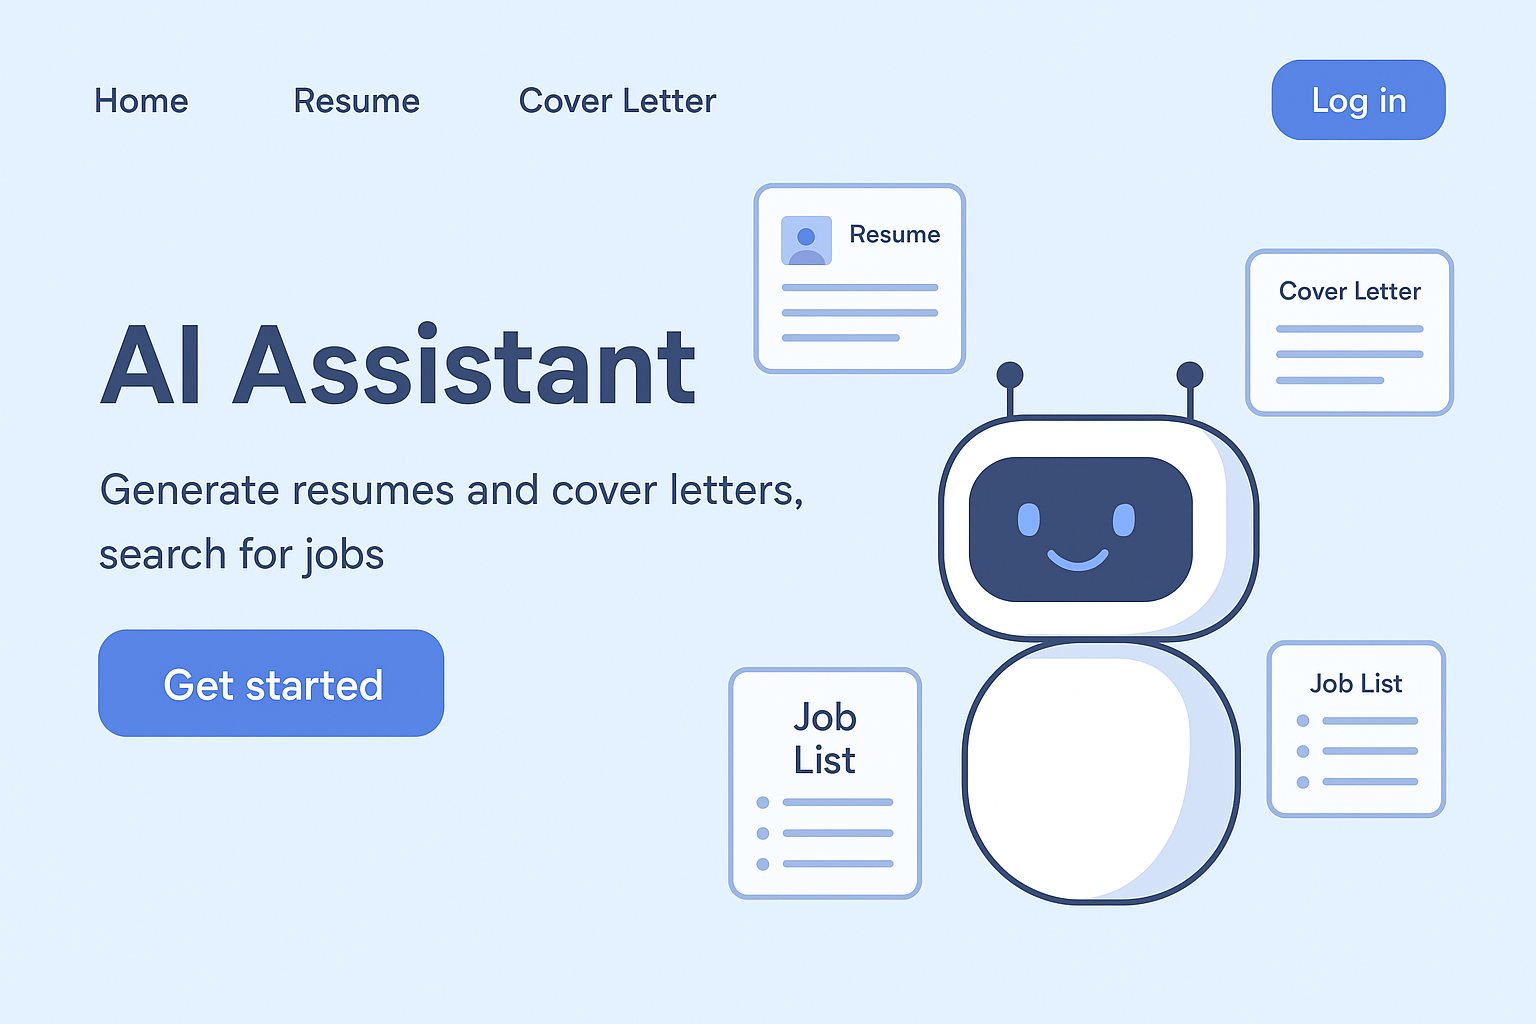 Home
Resume
Cover Letter
Log in
AI Assistant
Generate resumes and cover letters,
search for jobs
Get started
Resume
Cover Letter
Job
List
Job List